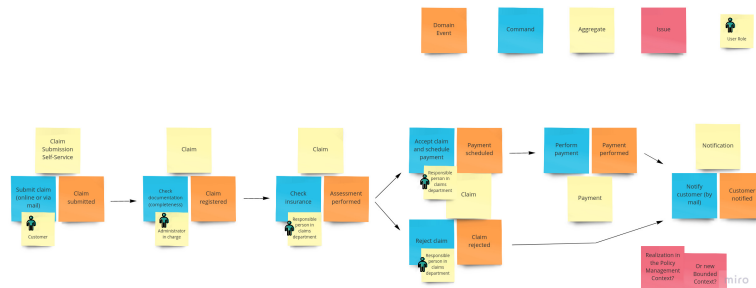 Domain
Event
Command
Aggregate
Issue
User Role
Claim
Submission
Self-Service
Submit claim
(online or via
mail)
Claim
submitted
Customer
Claim
Check
documentation
(completeness)
Claim
registered
Administrator
in charge
Claim
Check
insurance
Assessment
performed
Responsible
person in
claims
department
Accept claim
and schedule
payment
Payment
scheduled
Responsible
person in
claims
department
Claim
Reject claim
Claim
rejected
Responsible
person in
claims
department
Perform
payment
Payment
performed
Payment
Notification
Notify
customer (by
mail)
Customer
notified
Realization in
the Policy
Management
Context?
Or new
Bounded
Context?
miro